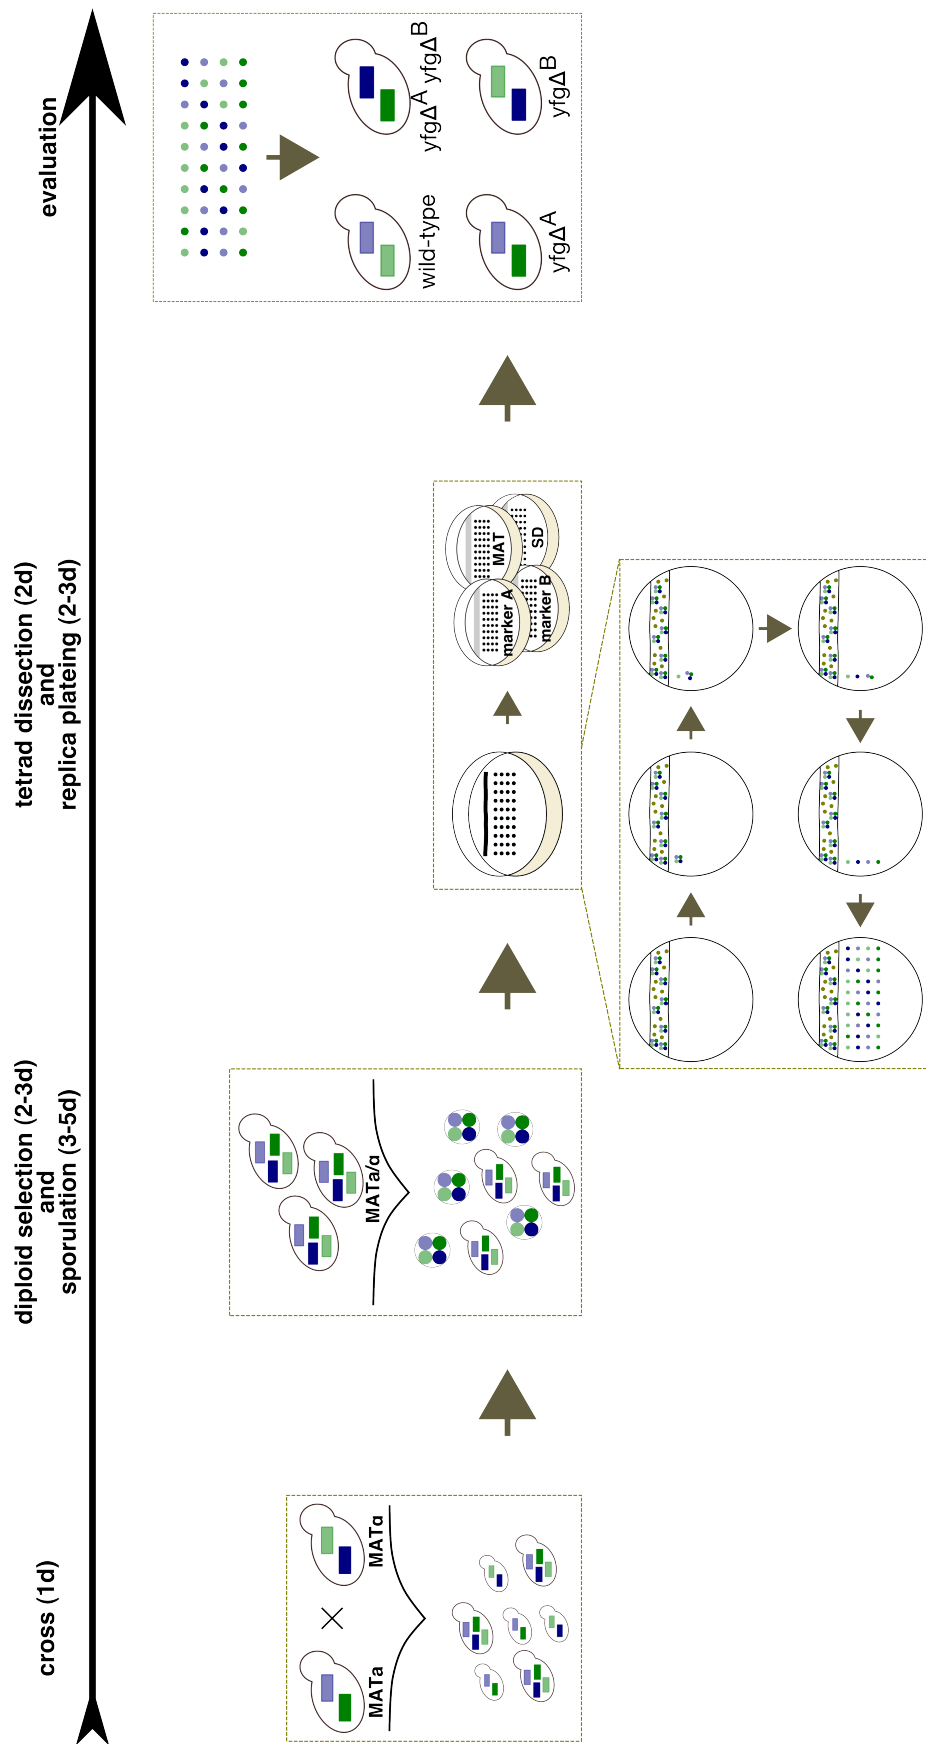 cross (1d)
diploid selection (2-3d)
and
sporulation (3-5d)
tetrad dissection (2d)
and
replica plateing (2-3d)
evaluation
MATa
MATα
MATa/α
marker A
MAT
marker B
SD
wild-type
yfgΔA yfgΔB
yfgΔA
yfgΔB